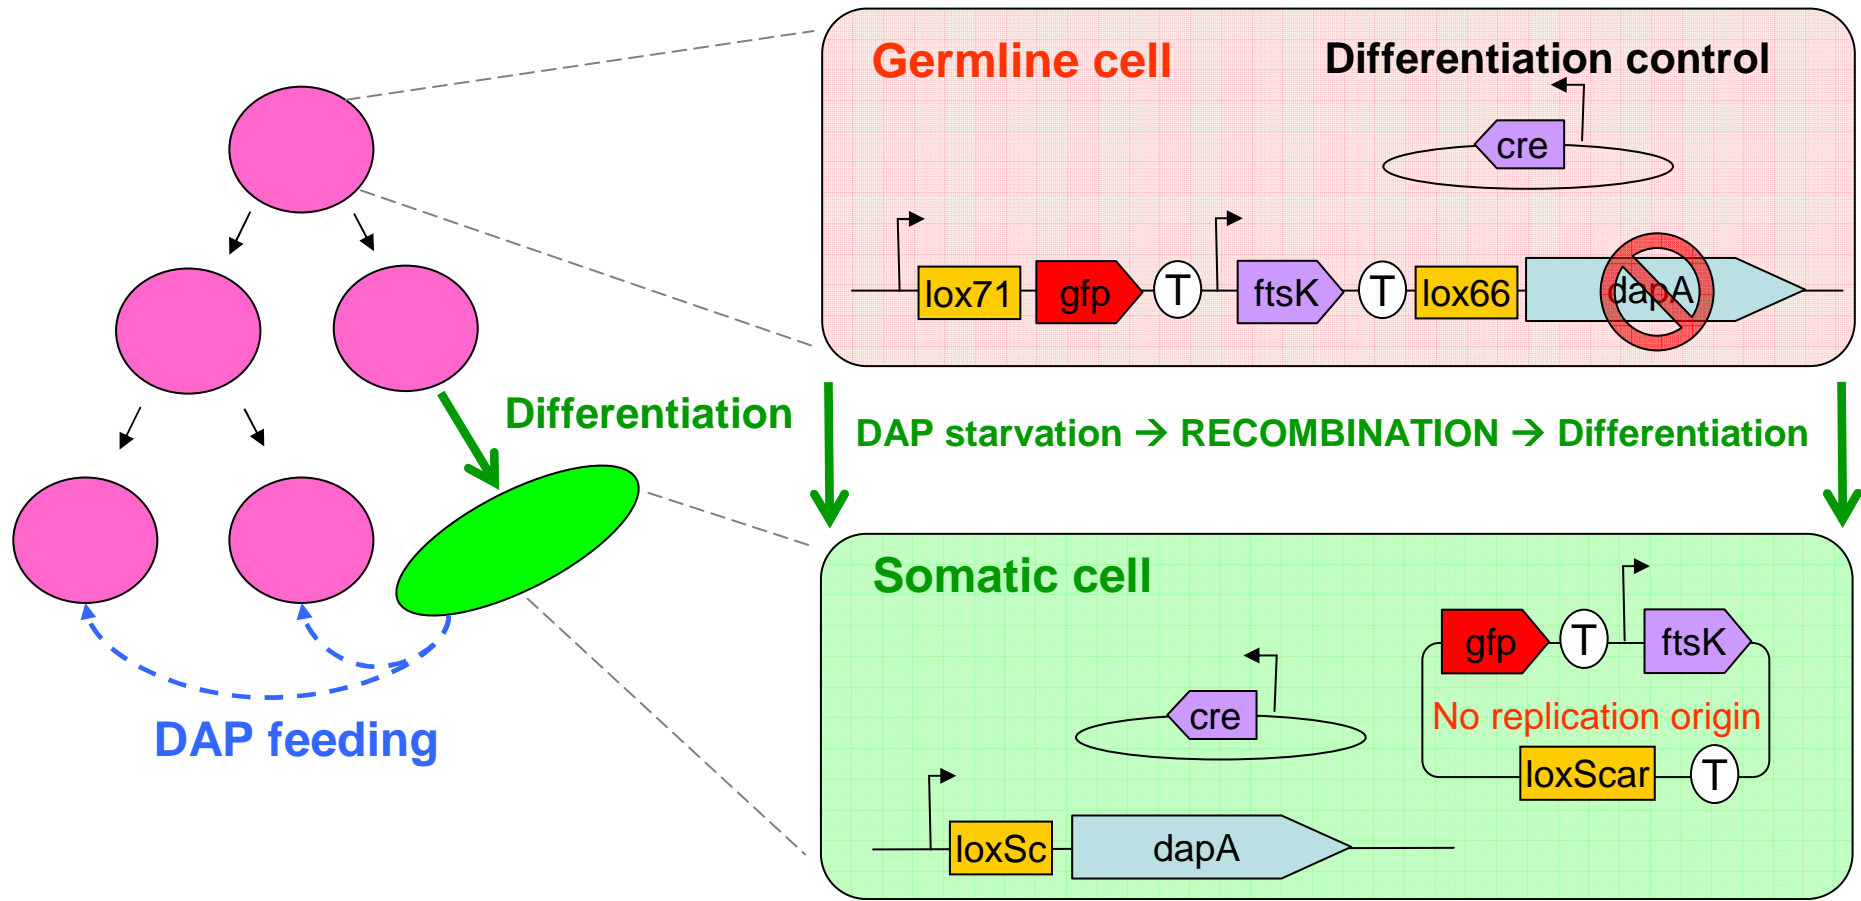 Germline cell
Differentiation control
cre
lox71
gfp
T
ftsK
T
lox66
dapA
Differentiation
DAP starvation → RECOMBINATION → Differentiation
Somatic cell
gfp
T
ftsK
cre
No replication origin
DAP feeding
loxScar
T
loxSc
dapA